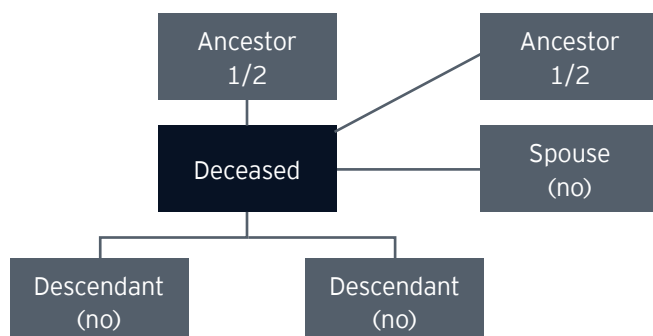 Ancestor
1/2
Ancestor
1/2
Deceased
Spouse
(no)
Descendant
(no)
Descendant
(no)